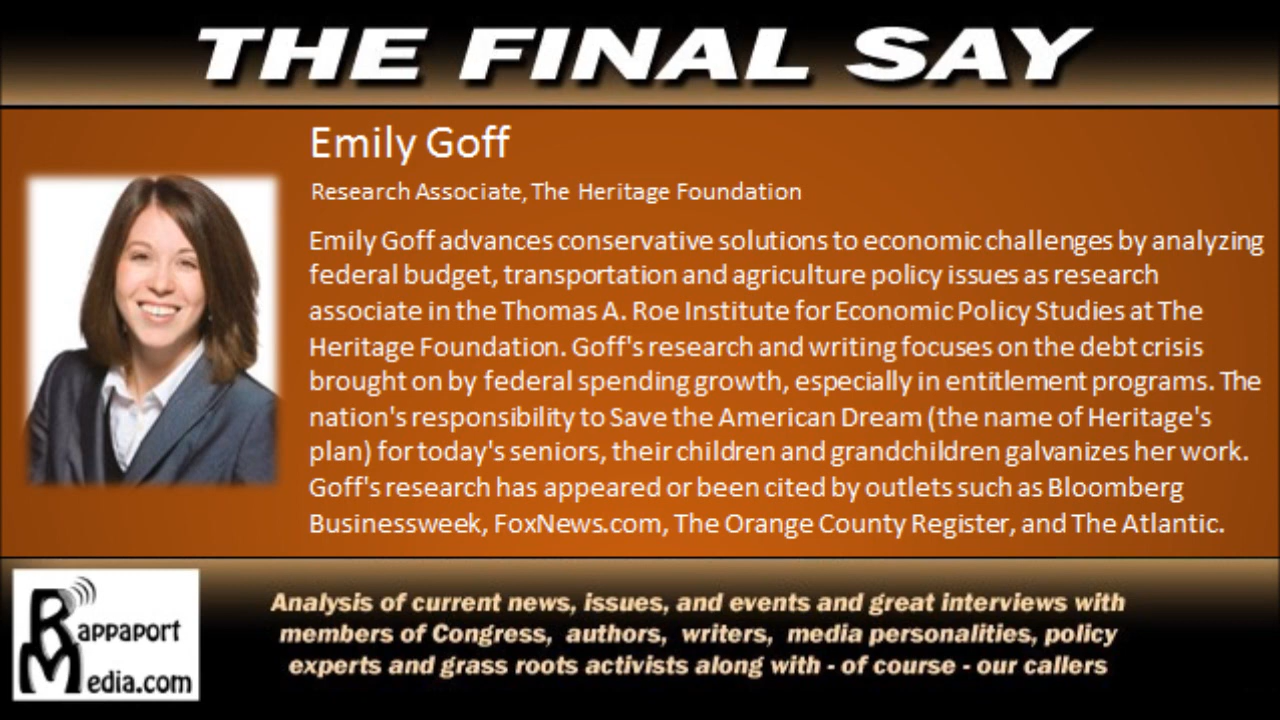 THE FINAL SAY
Emily Goff
Research Associate, The Heritage Foundation
Emily Goff advances conservative solutions to economic challenges by analyzing
federal budget, transportation and agriculture policy issues as research
associate in the Thomas A. Roe Institute for Economic Policy Studies at The
Heritage Foundation. Goff's research and writing focuses on the debt crisis
brought on by federal spending growth, especially in entitlement programs. The
nation's responsibility to Save the American Dream (the name of Heritage's
plan) for today's seniors, their children and grandchildren galvanizes her work.
Goff's research has appeared or been cited by outlets such as Bloomberg
Businessweek, FoxNews.com, The Orange County Register, and The Atlantic.
Rappaport
Media.com
Analysis of current news, issues, and events and great interviews with
members of Congress, authors, writers, media personalities, policy
experts and grass roots activists along with - of course - our callers